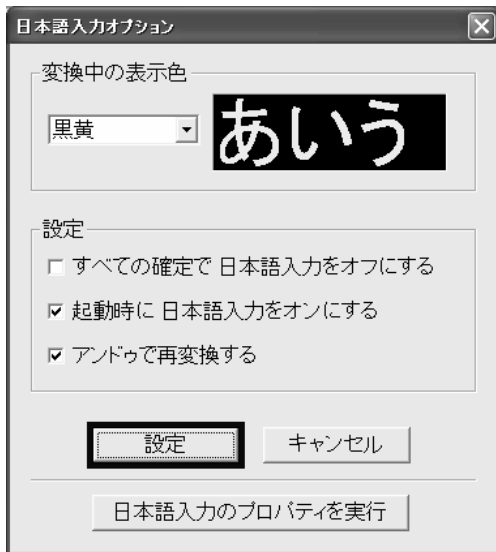 日本語入力オプション
変換中の表示色
黒黄
あいう
設定
すべての確定で 日本語入力をオフにする
起動時に 日本語入力をオンにする
アンドゥで再変換する
設定
キャンセル
日本語入力のプロパティを実行